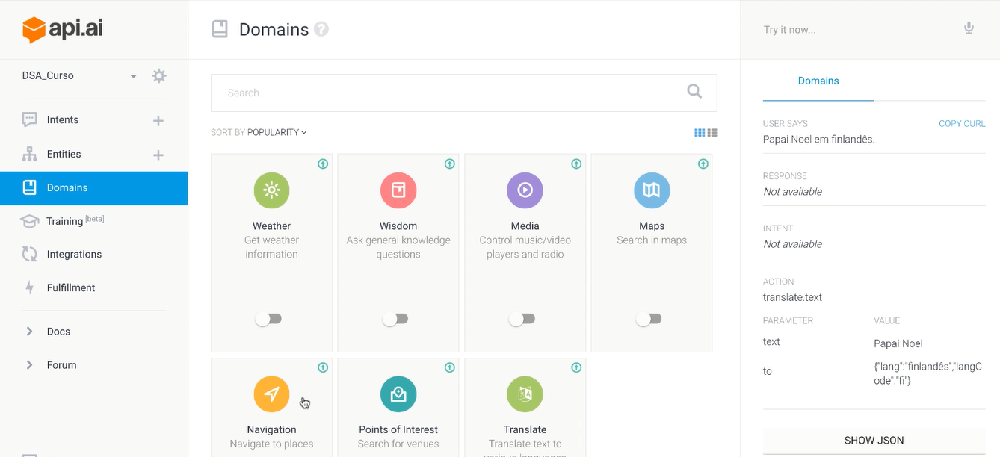 api.ai
DSA_Curso
Intents
Entities
Domains
Training [beta]
Integrations
Fulfillment
Docs
Forum
Domains ?
Search...
SORT BY POPULARITY
Weather
Get weather
information
Wisdom
Ask general knowledge
questions
Media
Control music/video
players and radio
Maps
Search in maps
Navigation
Navigate to places
Points of Interest
Search for venues
Translate
Translate text to
various languages
Try it now...
Domains
USER SAYS COPY CURL
Papai Noel em finlandês.
RESPONSE
Not available
INTENT
Not available
ACTION
translate.text
PARAMETER VALUE
text Papai Noel
to {"lang":"finlandês","langC
ode":"fi"}
SHOW JSON